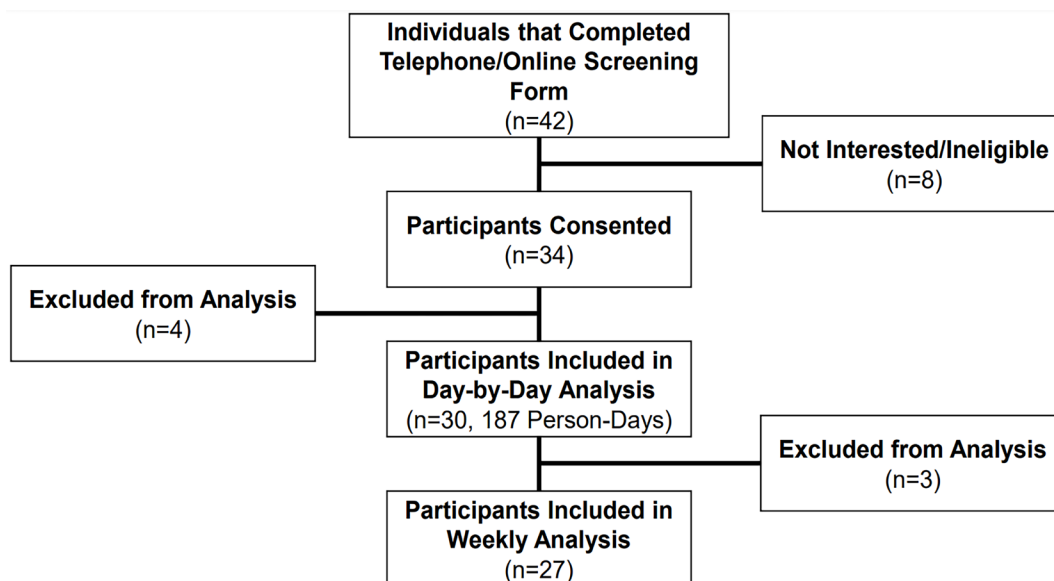 Individuals that Completed
Telephone/Online Screening
Form
(n=42)
Not Interested/Ineligible
(n=8)
Participants Consented
(n=34)
Excluded from Analysis
(n=4)
Participants Included in
Day-by-Day Analysis
(n=30, 187 Person-Days)
Excluded from Analysis
(n=3)
Participants Included in
Weekly Analysis
(n=27)